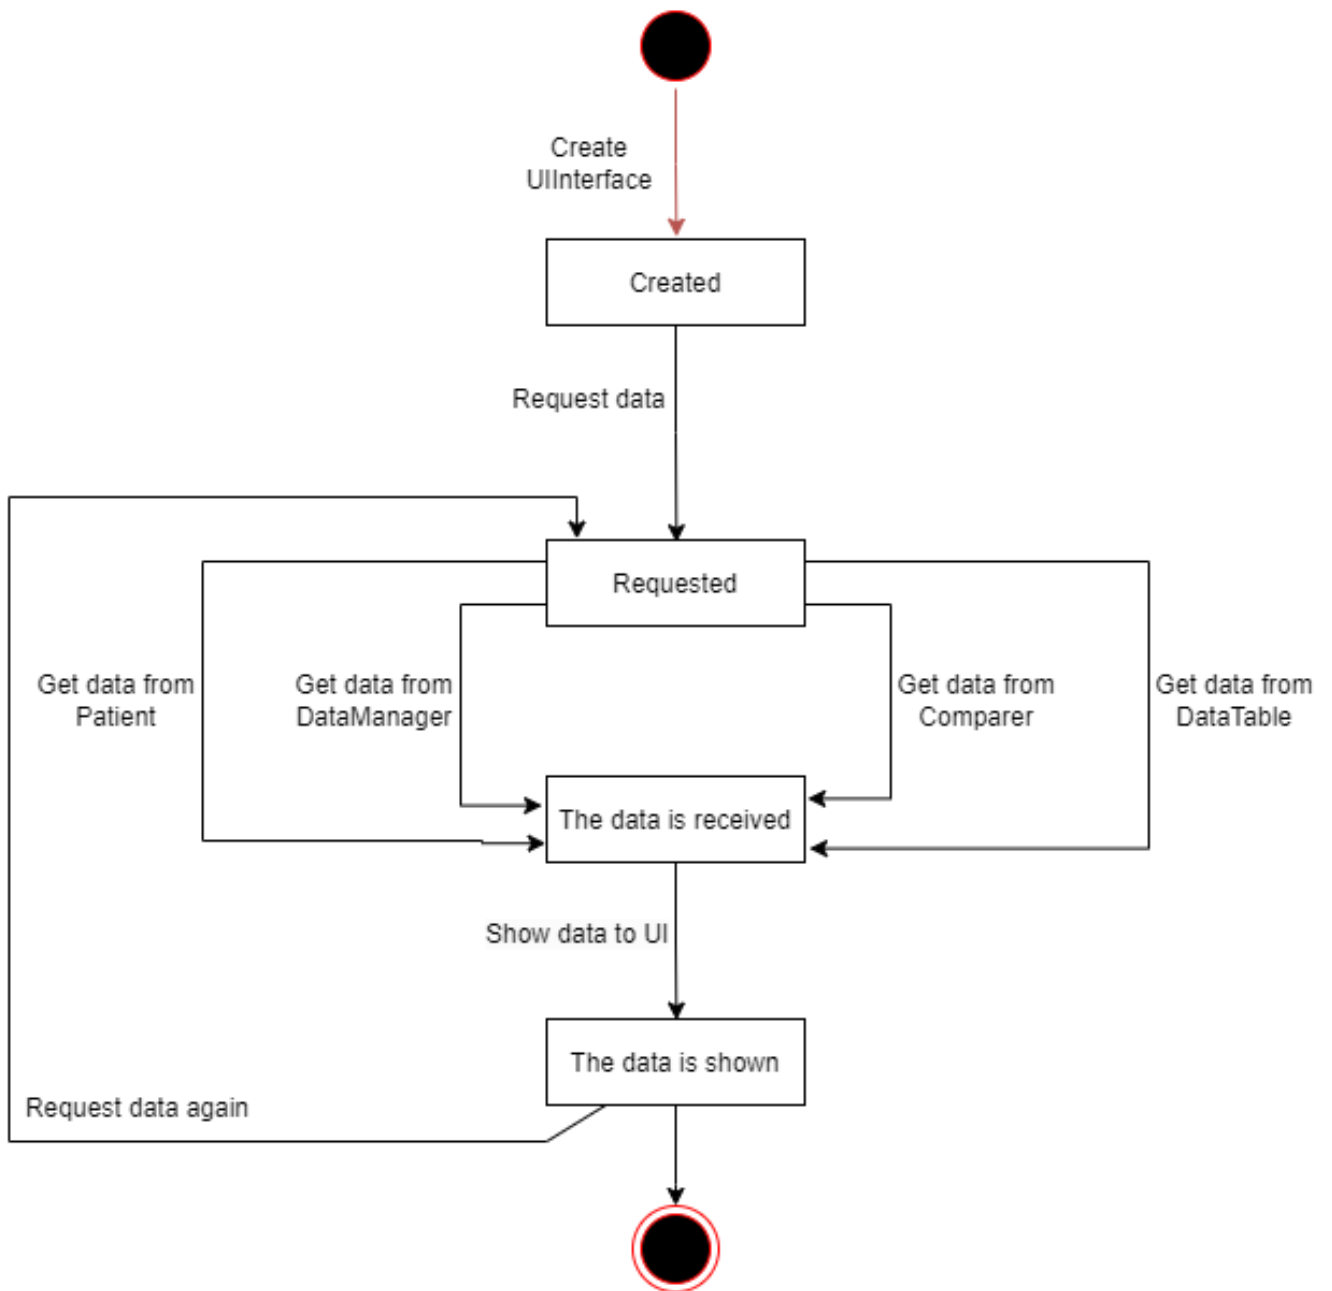 Create
UIInterface
Created
Request data
Requested
Get data from
Patient
Get data from
DataManager
Get data from
Comparer
Get data from
DataTable
The data is received
Show data to UI
The data is shown
Request data again